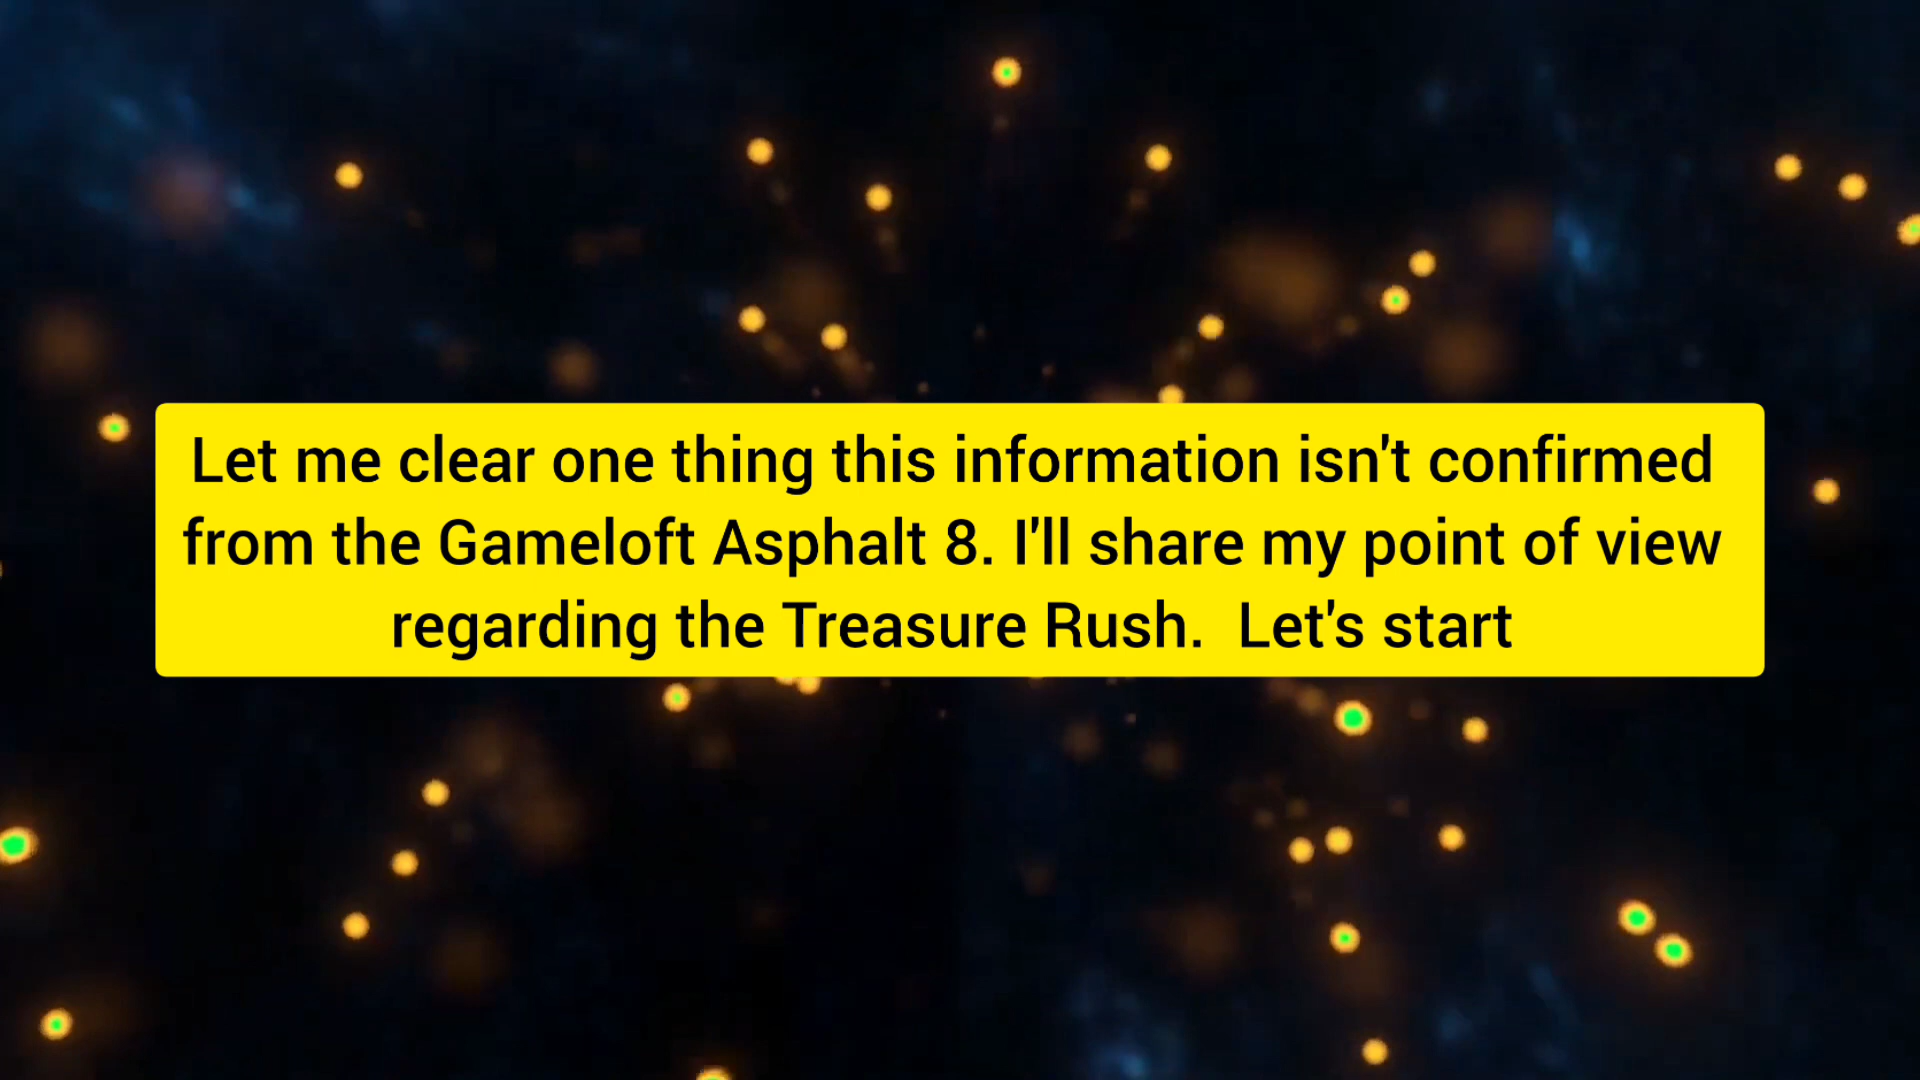 Let me clear one thing this information isn't confirmed
from the Gameloft Asphalt 8. I'll share my point of view
regarding the Treasure Rush.  Let's start